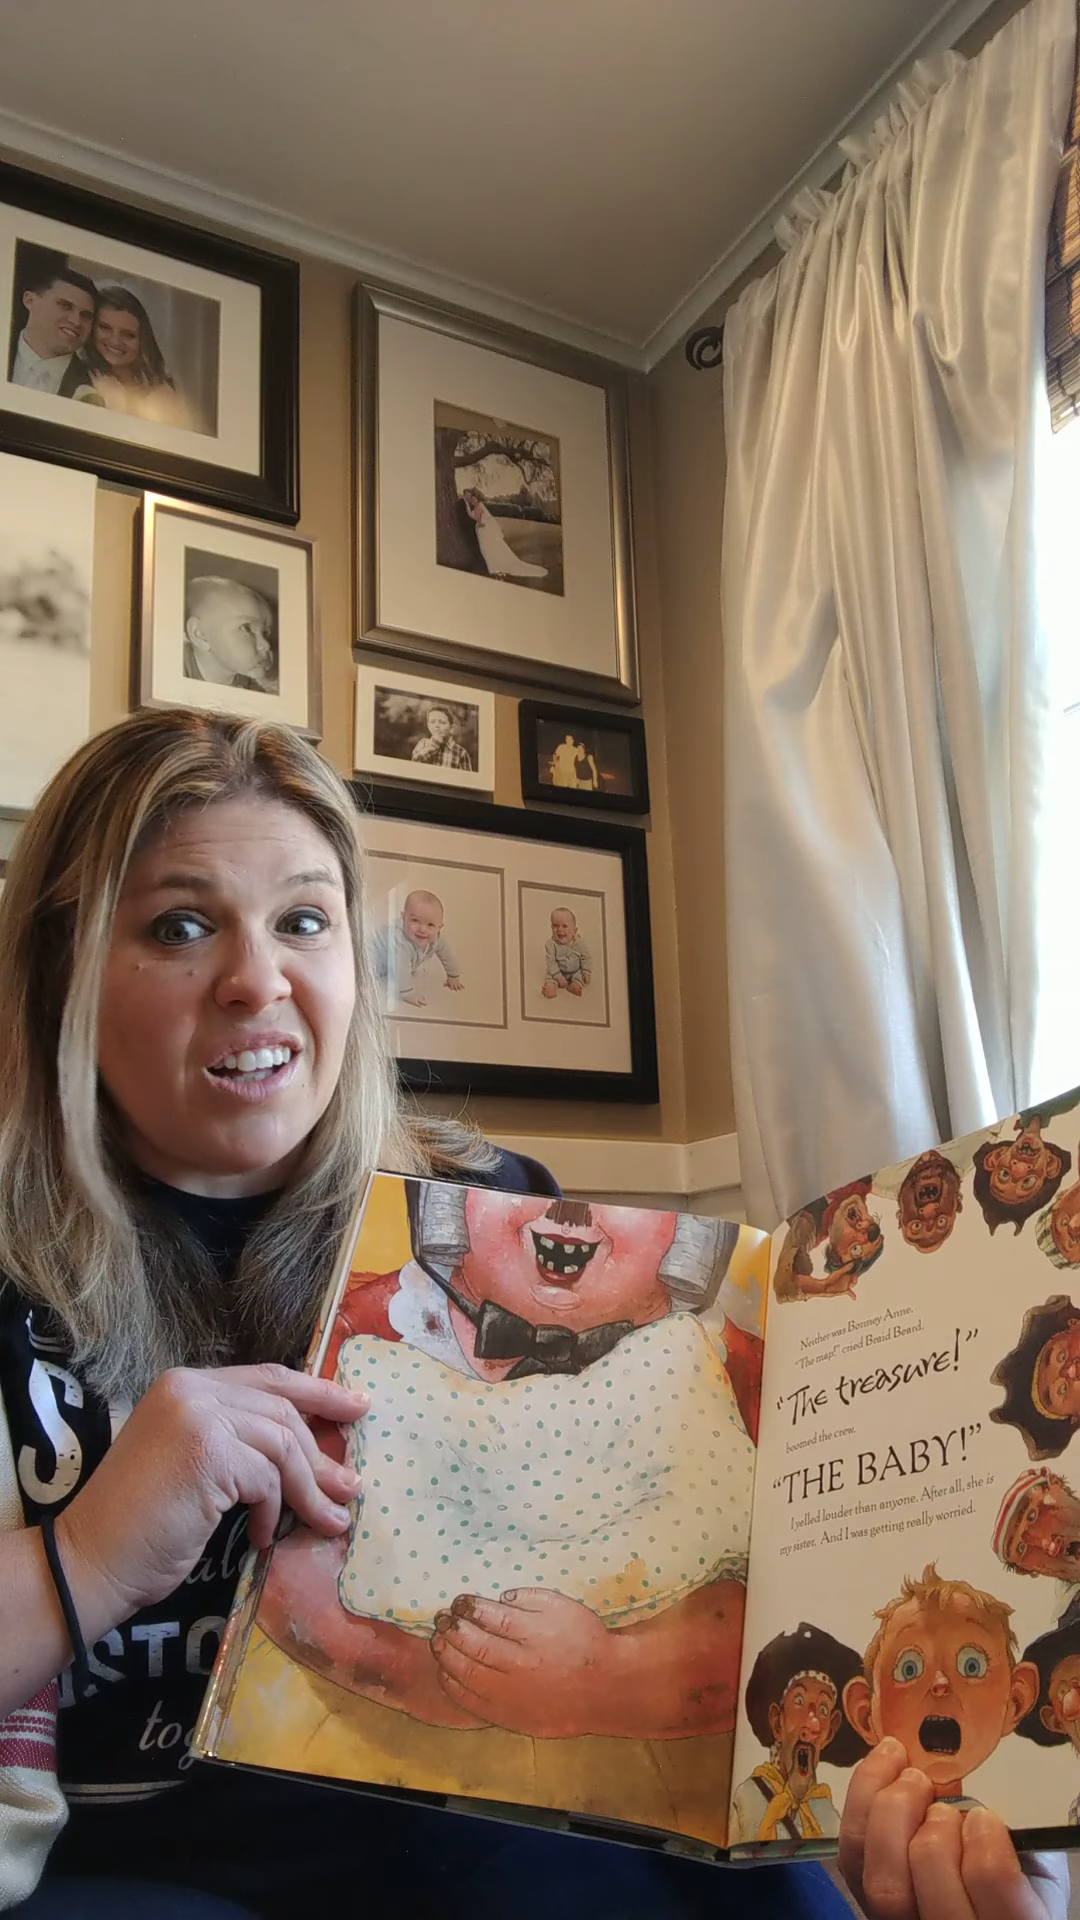 Neither was Bonney Anne.
"The map!" cried Braid Beard.
"The treasure!"
boomed the crew.
"THE BABY!"
I yelled louder than anyone. After all, she is
my sister. And I was getting really worried.